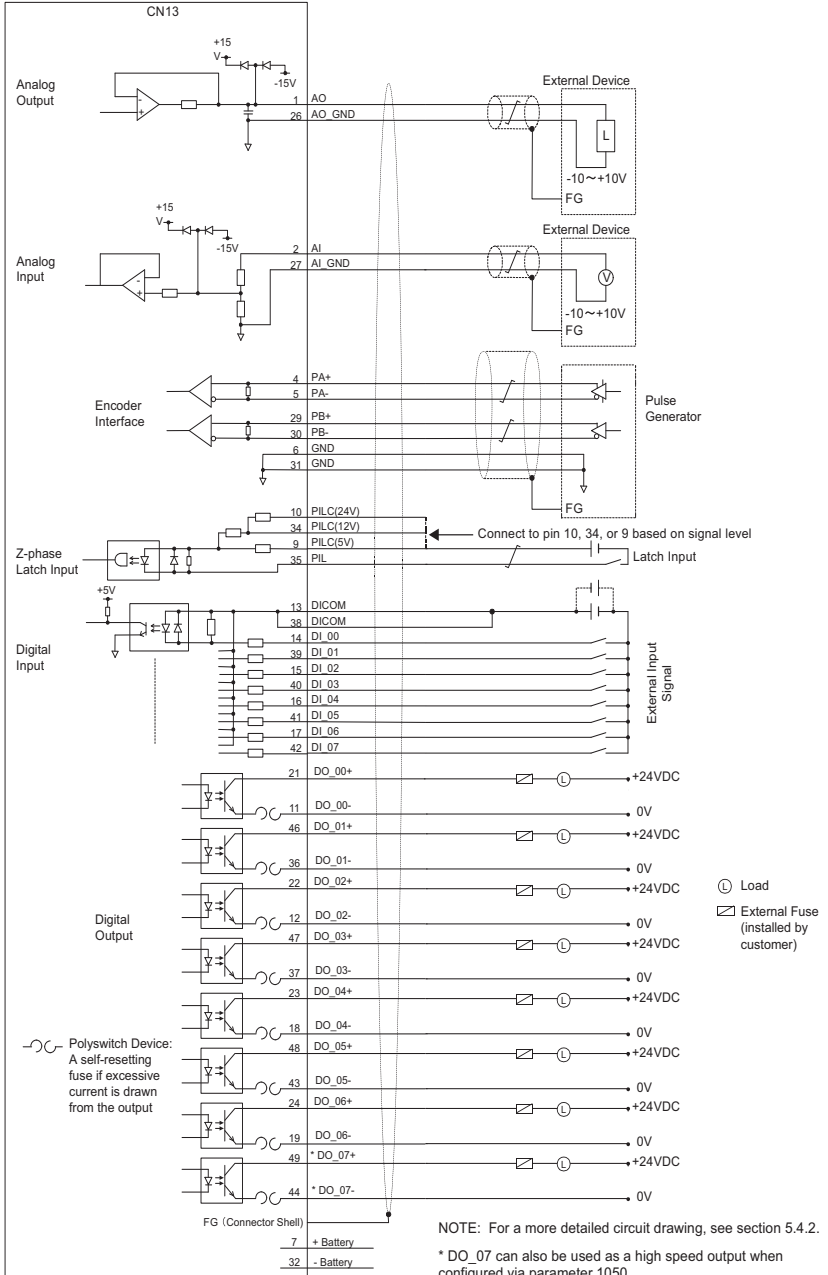 CN13
+15
V
-15V
Analog
Output
1 AO
26 AO_GND
External Device
L
-10~+10V
FG
+15
V
-15V
Analog
Input
2 AI
27 AI_GND
External Device
V
-10~+10V
FG
Encoder
Interface
4 PA+
5 PA-
29 PB+
30 PB-
6 GND
31 GND
Pulse
Generator
FG
Z-phase
Latch Input
10 PILC(24V)
34 PILC(12V)
9 PILC(5V)
35 PIL
Connect to pin 10, 34, or 9 based on signal level
Latch Input
+5V
Digital
Input
13 DICOM
38 DICOM
14 DI_00
39 DI_01
15 DI_02
40 DI_03
16 DI_04
41 DI_05
17 DI_06
42 DI_07
External Input
Signal
Digital
Output
21 DO_00+ L +24VDC
11 DO_00- 0V
46 DO_01+ L +24VDC
36 DO_01- 0V
22 DO_02+ L +24VDC
12 DO_02- 0V
47 DO_03+ L +24VDC
37 DO_03- 0V
23 DO_04+ L +24VDC
18 DO_04- 0V
48 DO_05+ L +24VDC
43 DO_05- 0V
24 DO_06+ L +24VDC
19 DO_06- 0V
49 * DO_07+ L +24VDC
44 * DO_07- 0V
L Load
External Fuse
(installed by
customer)
Polyswitch Device:
A self-resetting
fuse if excessive
current is drawn
from the output
FG (Connector Shell)
7 + Battery
32 - Battery
NOTE: For a more detailed circuit drawing, see section 5.4.2.
* DO_07 can also be used as a high speed output when
configured via parameter 1050